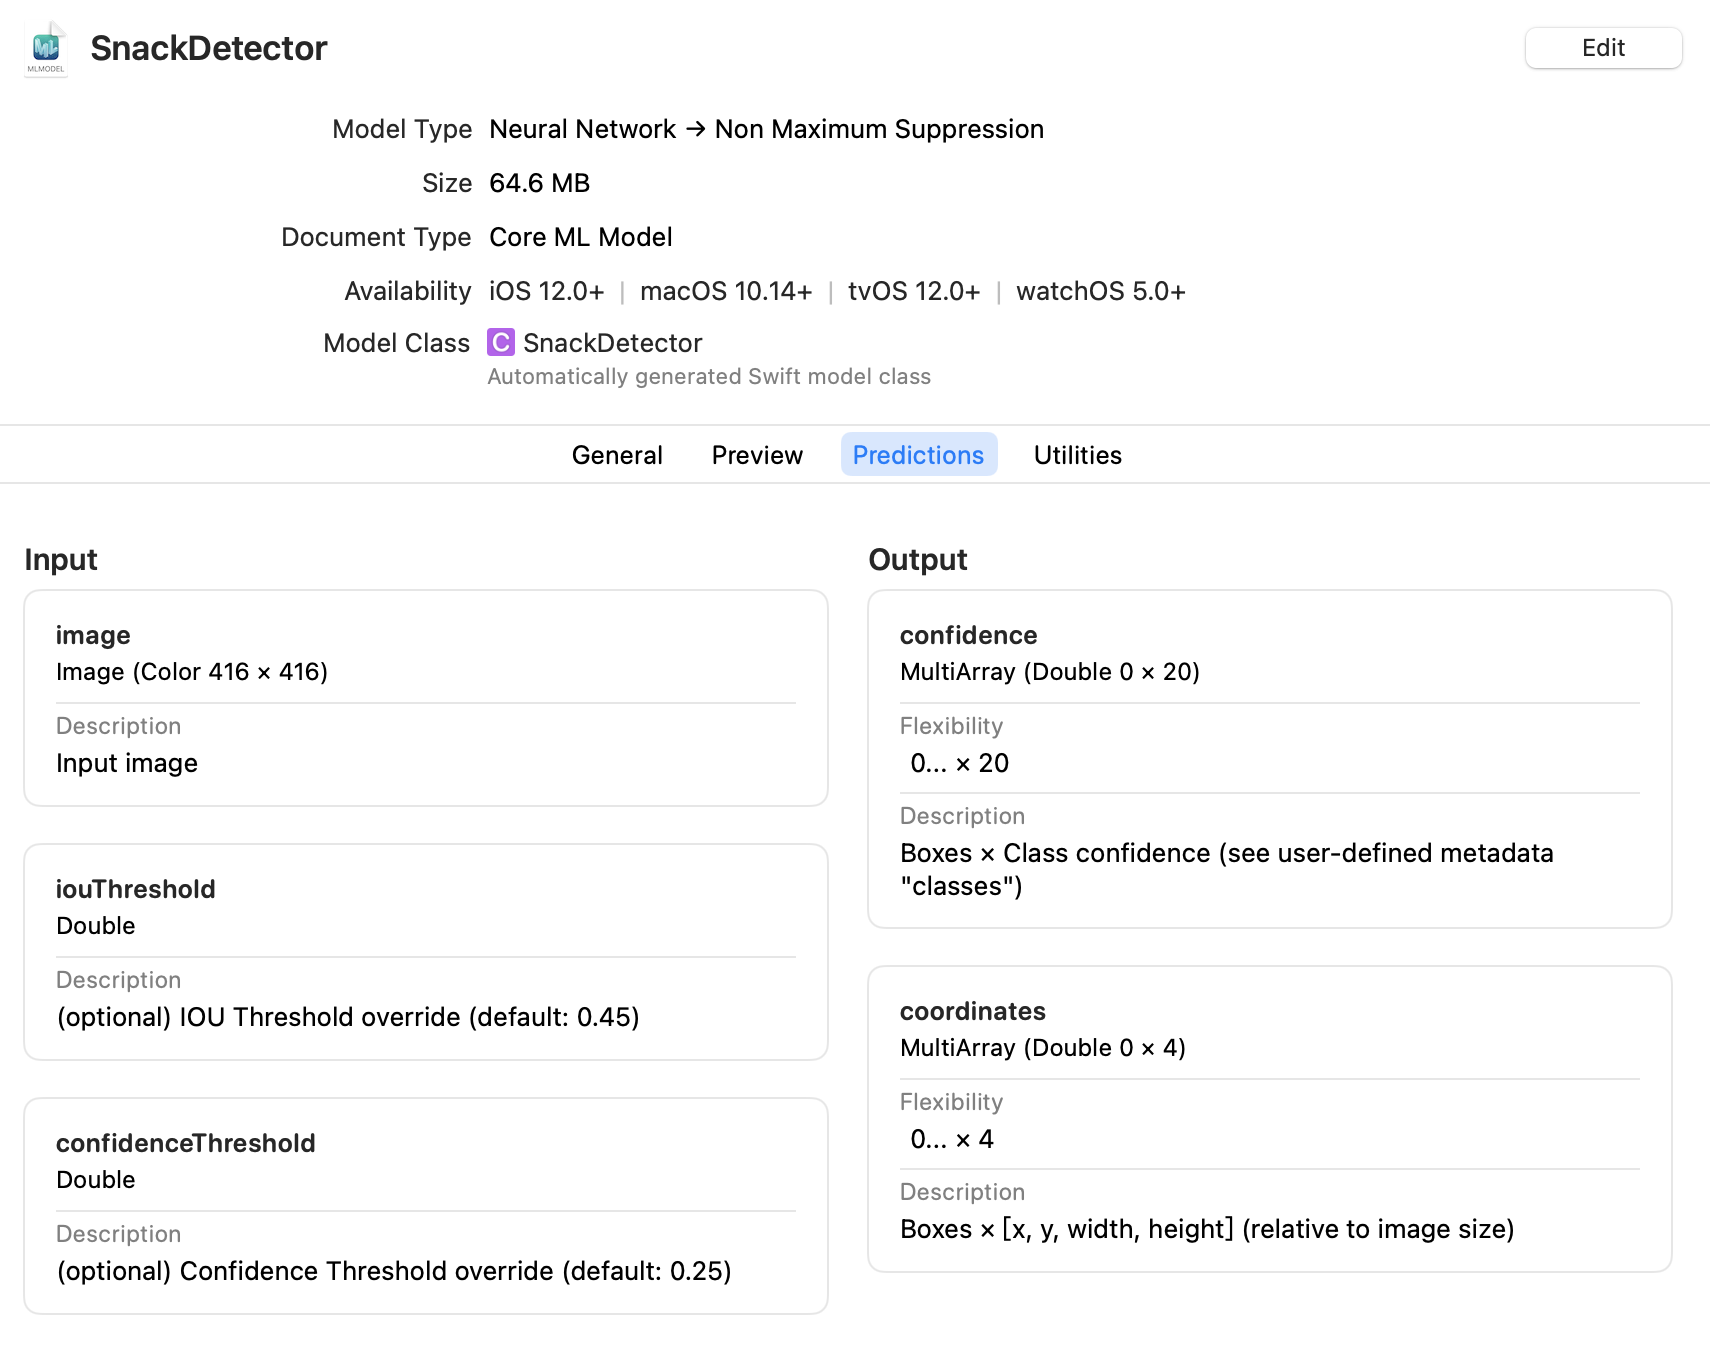 ML
MLMODEL
SnackDetector
Edit
Model Type Neural Network → Non Maximum Suppression
Size 64.6 MB
Document Type Core ML Model
Availability iOS 12.0+ | macOS 10.14+ | tvOS 12.0+ | watchOS 5.0+
Model Class C SnackDetector
Automatically generated Swift model class
General Preview Predictions Utilities
Input
image
Image (Color 416 × 416)
Description
Input image
iouThreshold
Double
Description
(optional) IOU Threshold override (default: 0.45)
confidenceThreshold
Double
Description
(optional) Confidence Threshold override (default: 0.25)
Output
confidence
MultiArray (Double 0 × 20)
Flexibility
0... × 20
Description
Boxes × Class confidence (see user-defined metadata
"classes")
coordinates
MultiArray (Double 0 × 4)
Flexibility
0... × 4
Description
Boxes × [x, y, width, height] (relative to image size)